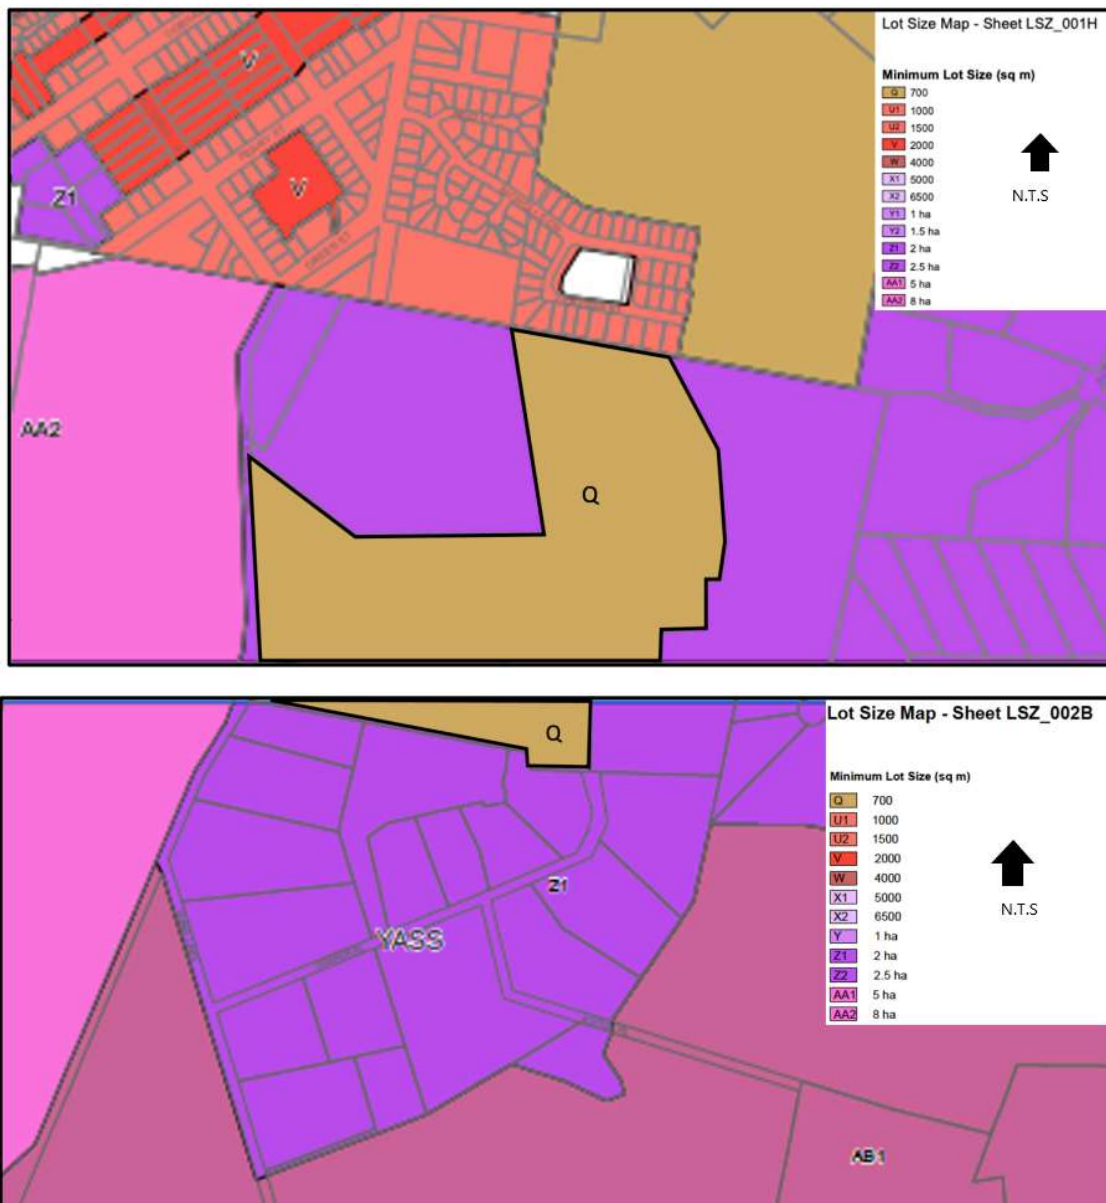 Lot Size Map - Sheet LSZ_001H
Minimum Lot Size (sq m)
Q 700
U1 1000
U2 1500
V 2000
W 4000
X1 5000
X2 6500
Y1 1 ha
Y2 1.5 ha
Z1 2 ha
Z2 2.5 ha
AA1 5 ha
AA2 8 ha
N.T.S
V
V
Z1
AA2
Q
Lot Size Map - Sheet LSZ_002B
Minimum Lot Size (sq m)
Q 700
U1 1000
U2 1500
V 2000
W 4000
X1 5000
X2 6500
Y 1 ha
Z1 2 ha
Z2 2.5 ha
AA1 5 ha
AA2 8 ha
N.T.S
Q
Z1
YASS
AB1